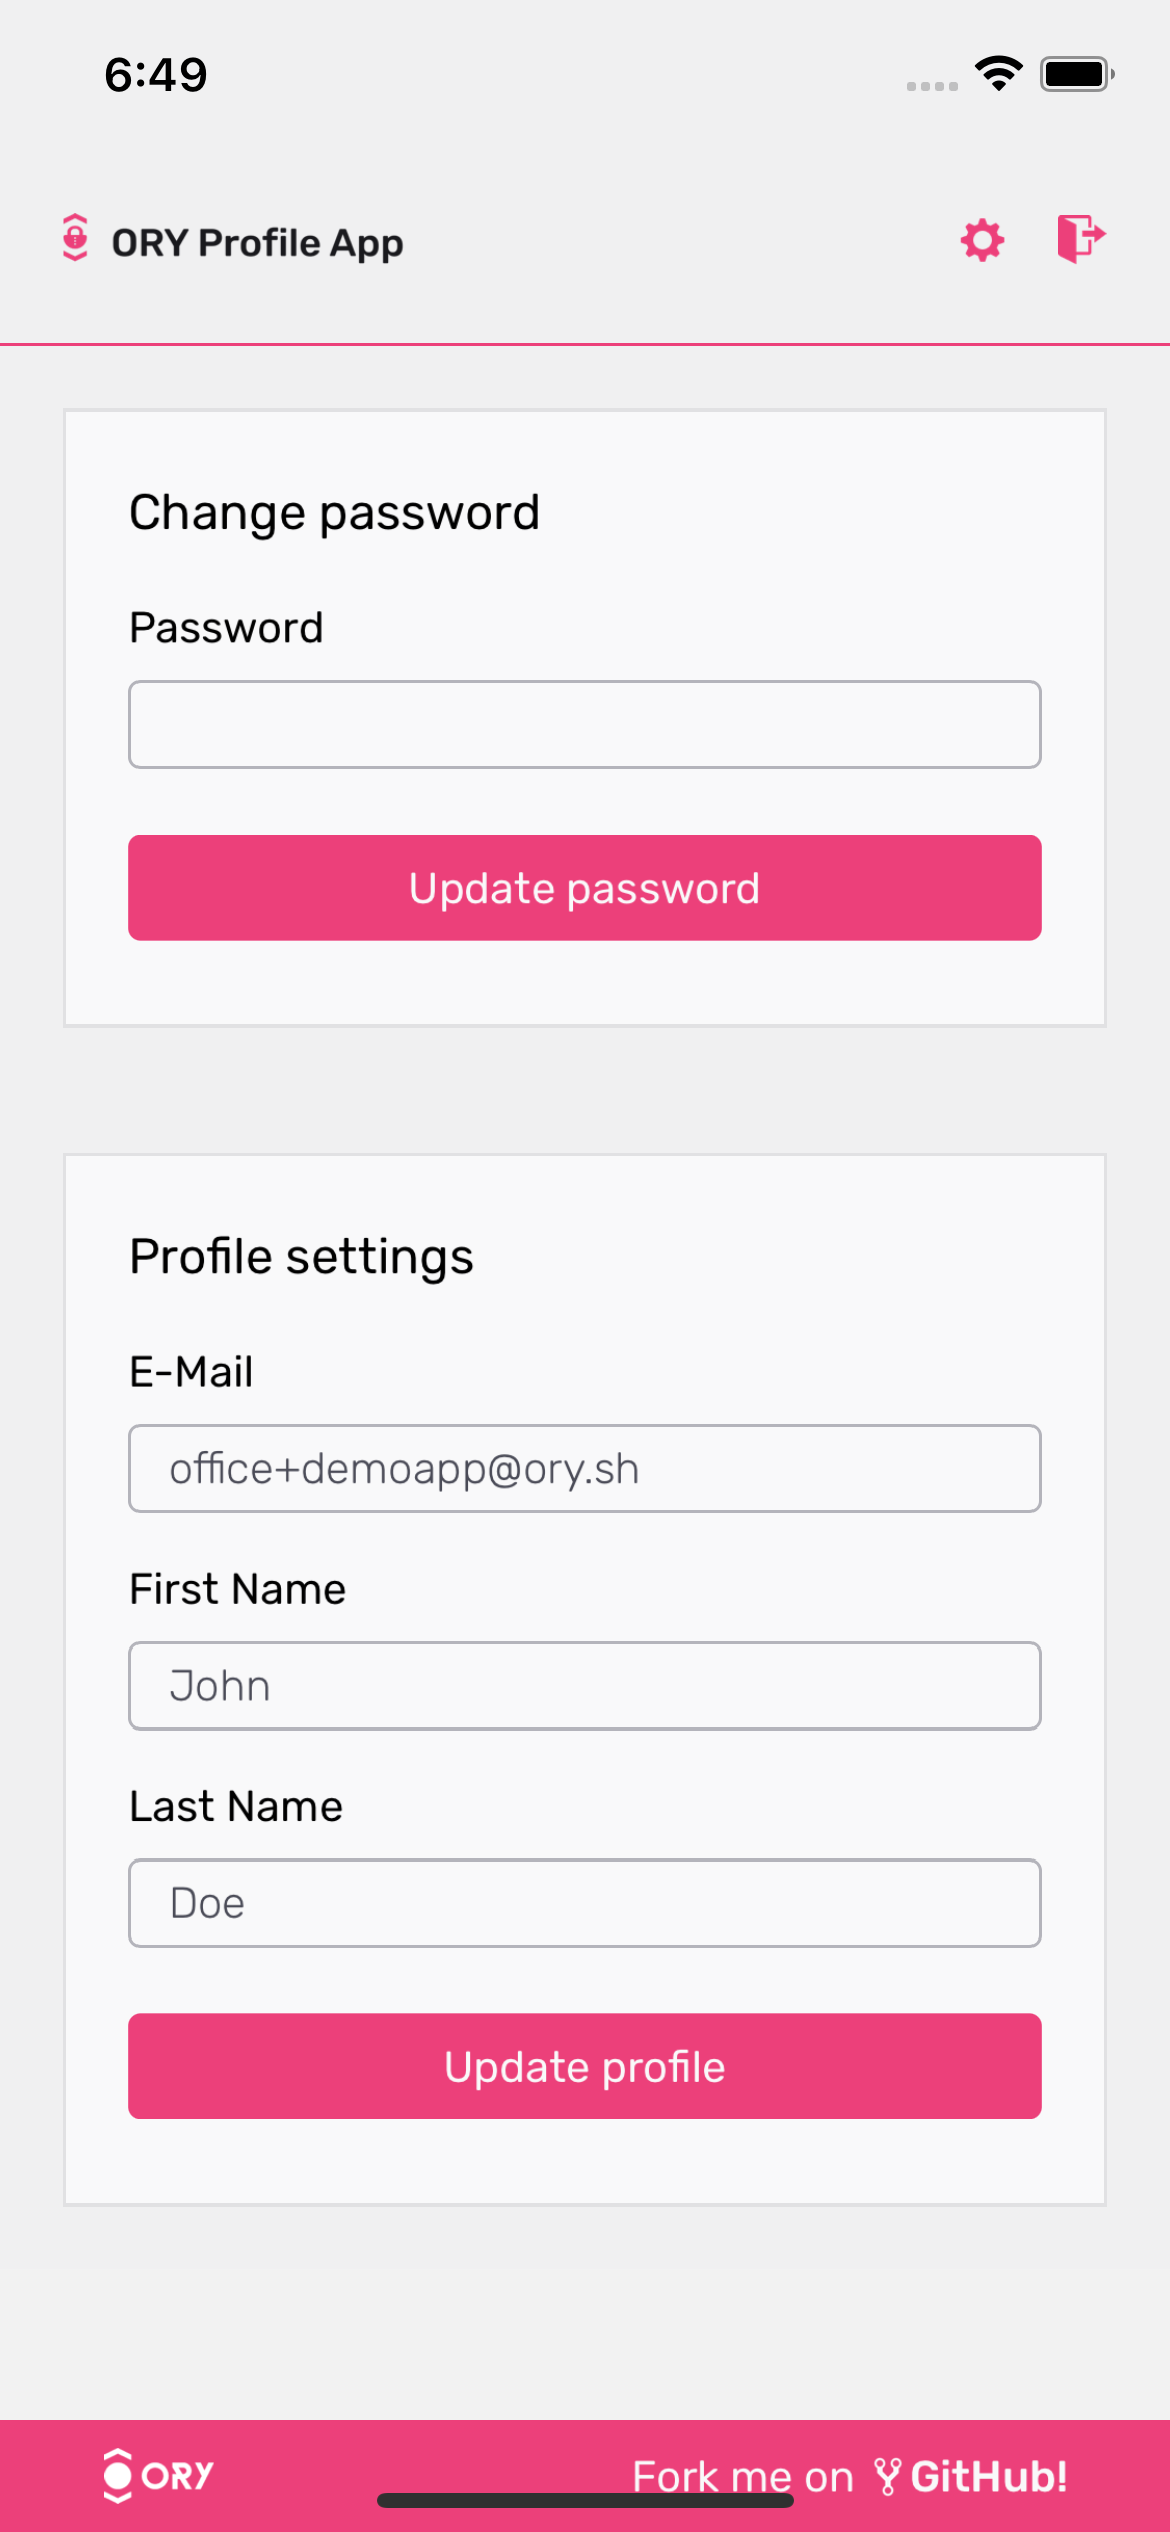 6:49
ORY Profile App
Change password
Password
Update password
Profile settings
E-Mail
office+demoapp@ory.sh
First Name
John
Last Name
Doe
Update profile
ORY Fork me on GitHub!